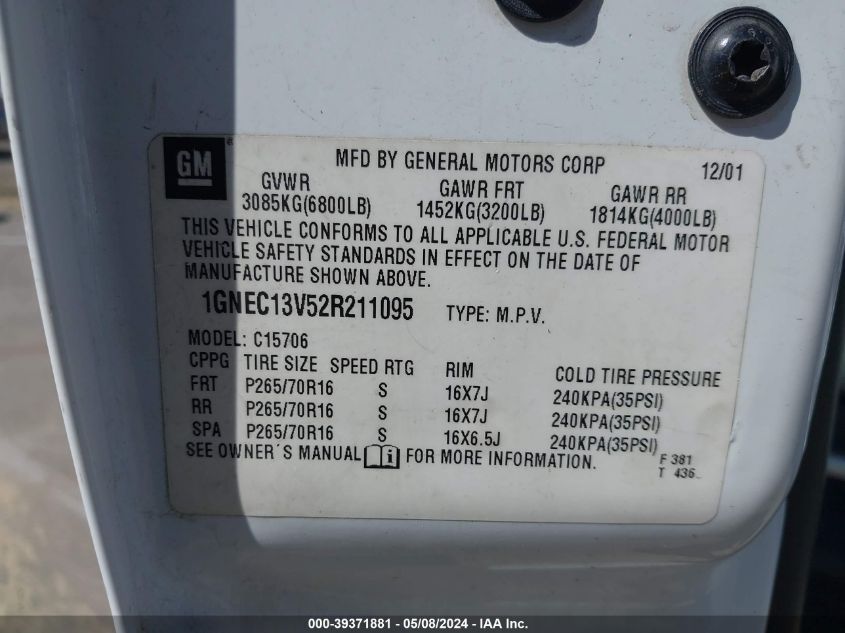 GM
MFD BY GENERAL MOTORS CORP 12/01
GVWR GAWR FRT GAWR RR
3085KG(6800LB) 1452KG(3200LB) 1814KG(4000LB)
THIS VEHICLE CONFORMS TO ALL APPLICABLE U.S. FEDERAL MOTOR
VEHICLE SAFETY STANDARDS IN EFFECT ON THE DATE OF
MANUFACTURE SHOWN ABOVE.
1GNEC13V52R211095 TYPE: M.P.V.
MODEL: C15706
CPPG TIRE SIZE SPEED RTG RIM COLD TIRE PRESSURE
FRT P265/70R16 S 16X7J 240KPA(35PSI)
RR P265/70R16 S 16X7J 240KPA(35PSI)
SPA P265/70R16 S 16X6.5J 240KPA(35PSI)
SEE OWNER´S MANUAL FOR MORE INFORMATION.
F 381
T 436
000-39371881 - 05/08/2024 - IAA Inc.